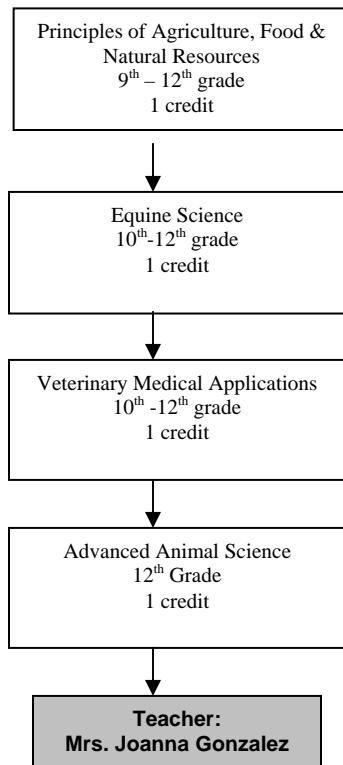 Principles of Agriculture, Food &
Natural Resources
9th – 12th grade
1 credit
Equine Science
10th-12th grade
1 credit
Veterinary Medical Applications
10th -12th grade
1 credit
Advanced Animal Science
12th Grade
1 credit
Teacher:
Mrs. Joanna Gonzalez